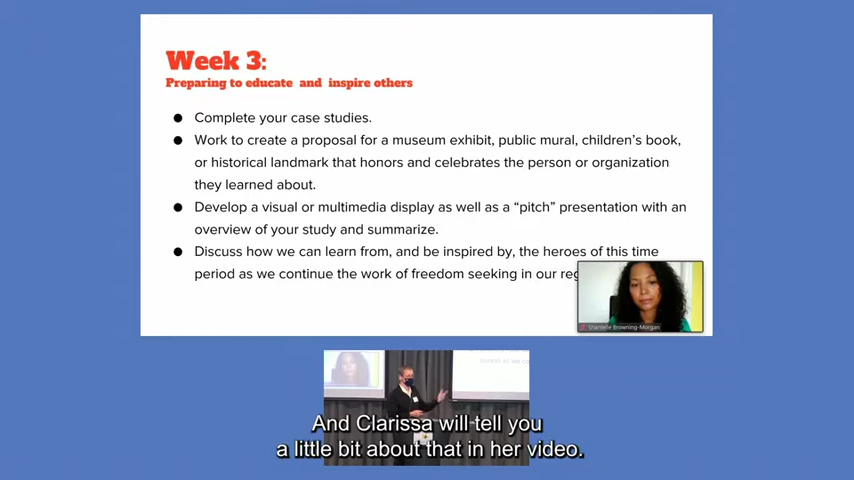 Week 3:
Preparing to educate and inspire others
● Complete your case studies.
● Work to create a proposal for a museum exhibit, public mural, children's book,
or historical landmark that honors and celebrates the person or organization
they learned about.
● Develop a visual or multimedia display as well as a “pitch” presentation with an
overview of your study and summarize.
● Discuss how we can learn from, and be inspired by, the heroes of this time
period as we continue the work of freedom seeking in our
Shantelle Browning-Morgan
And Clarissa will tell you
a little bit about that in her video.